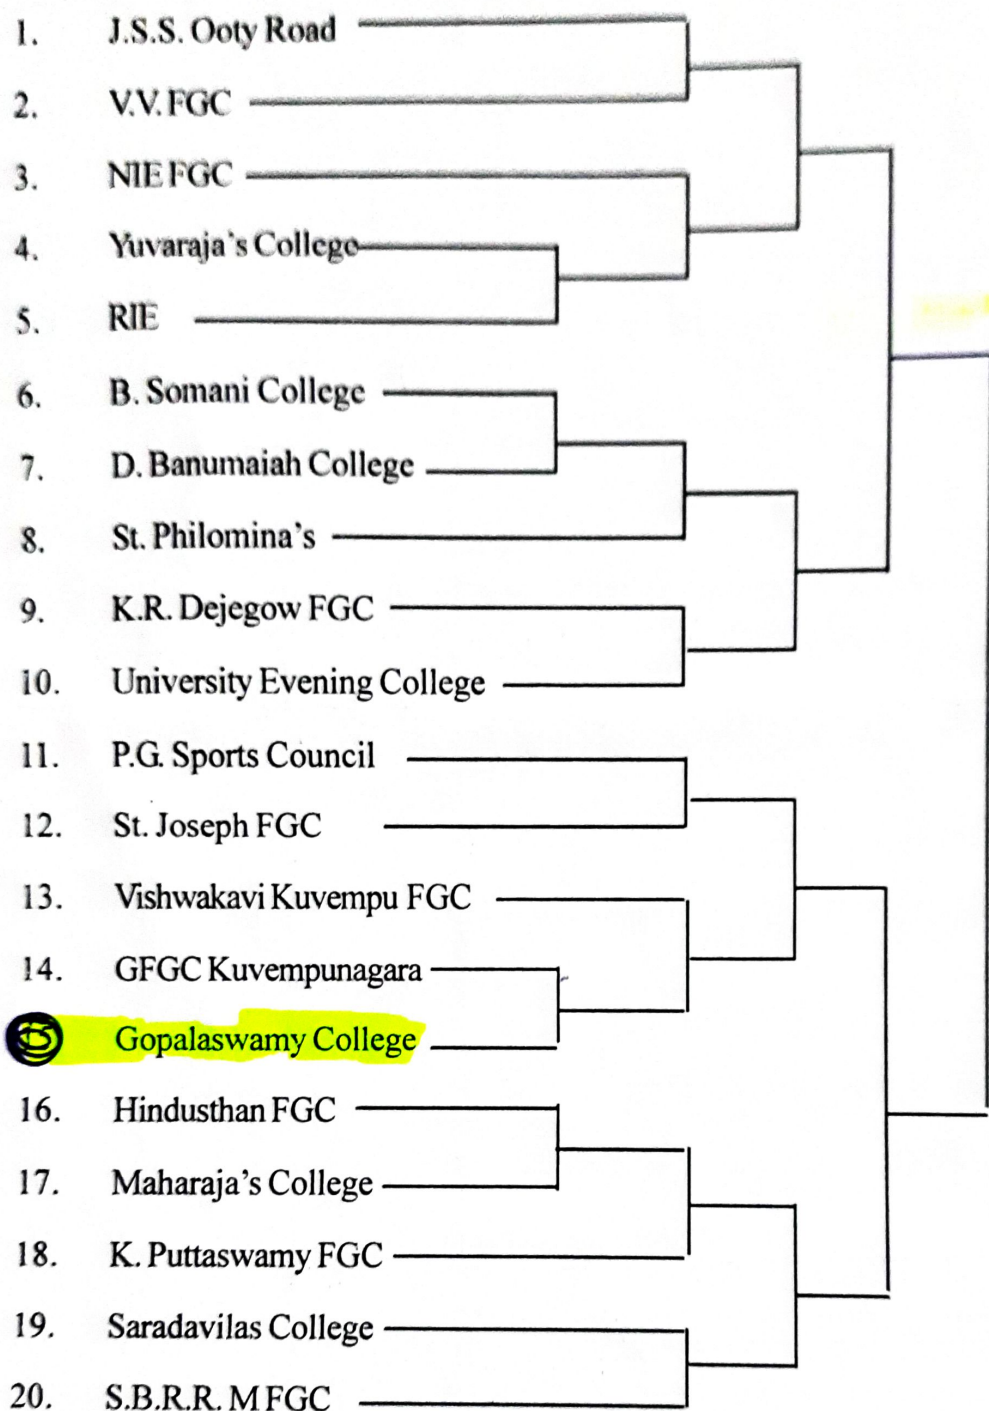 1. J.S.S. Ooty Road
2. V.V. FGC
3. NIE FGC
4. Yuvaraja's College
5. RIE
6. B. Somani College
7. D. Banumaiah College
8. St. Philomina's
9. K.R. Dejegow FGC
10. University Evening College
11. P.G. Sports Council
12. St. Joseph FGC
13. Vishwakavi Kuvempu FGC
14. GFGC Kuvempunagara
15 Gopalaswamy College
16. Hindusthan FGC
17. Maharaja's College
18. K. Puttaswamy FGC
19. Saradavilas College
20. S.B.R.R. M FGC